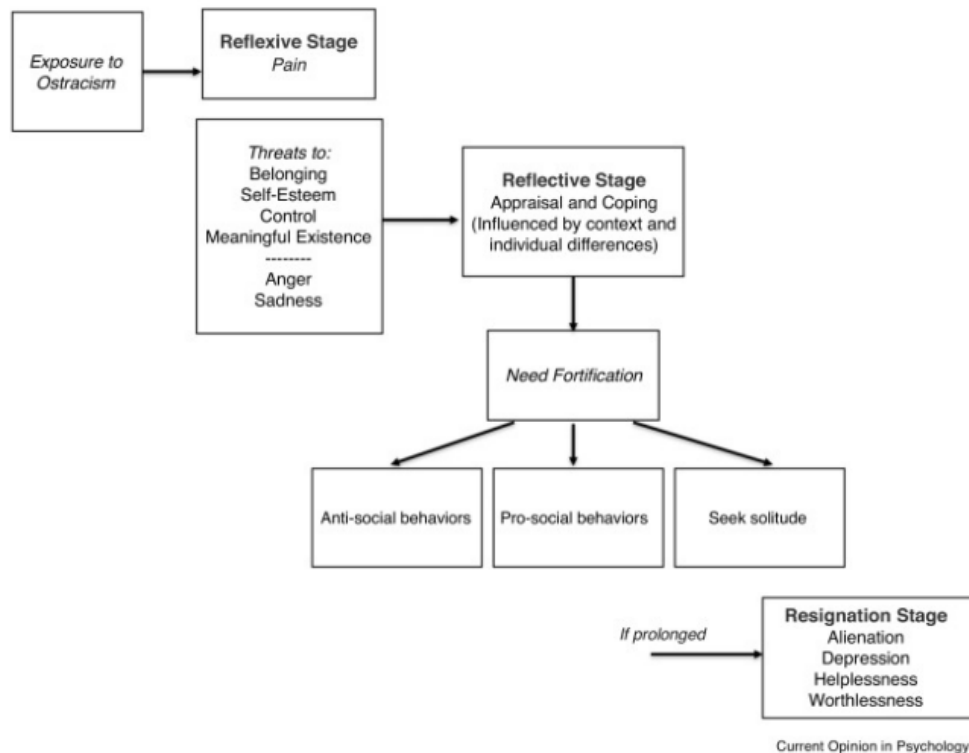 Exposure to
Ostracism
Reflexive Stage
Pain
Threats to:
Belonging
Self-Esteem
Control
Meaningful Existence
--------
Anger
Sadness
Reflective Stage
Appraisal and Coping
(Influenced by context and
individual differences)
Need Fortification
Anti-social behaviors
Pro-social behaviors
Seek solitude
If prolonged
Resignation Stage
Alienation
Depression
Helplessness
Worthlessness
Current Opinion in Psychology